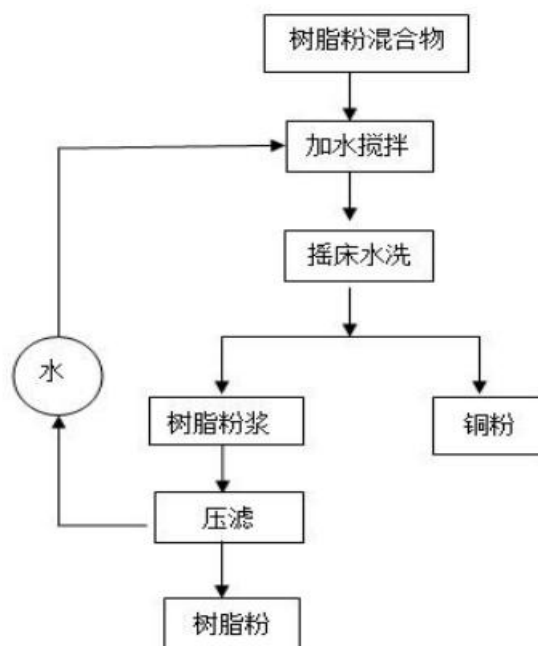 树脂粉混合物
加水搅拌
摇床水洗
水
树脂粉浆
铜粉
压滤
树脂粉